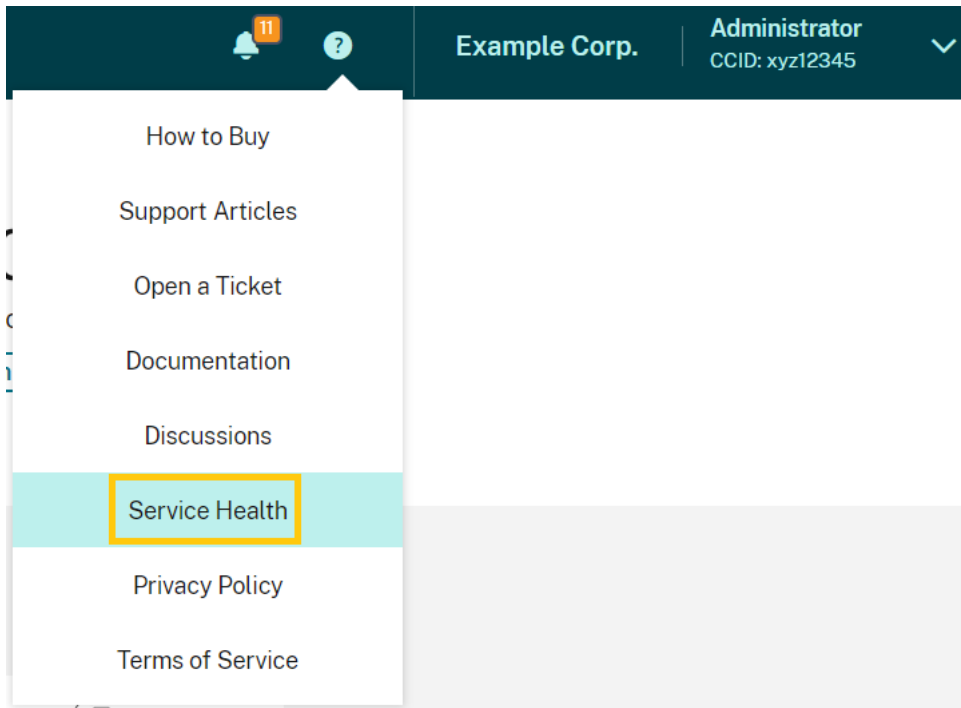 11
?
Example Corp.
Administrator
CCID: xyz12345
How to Buy
Support Articles
Open a Ticket
Documentation
Discussions
Service Health
Privacy Policy
Terms of Service